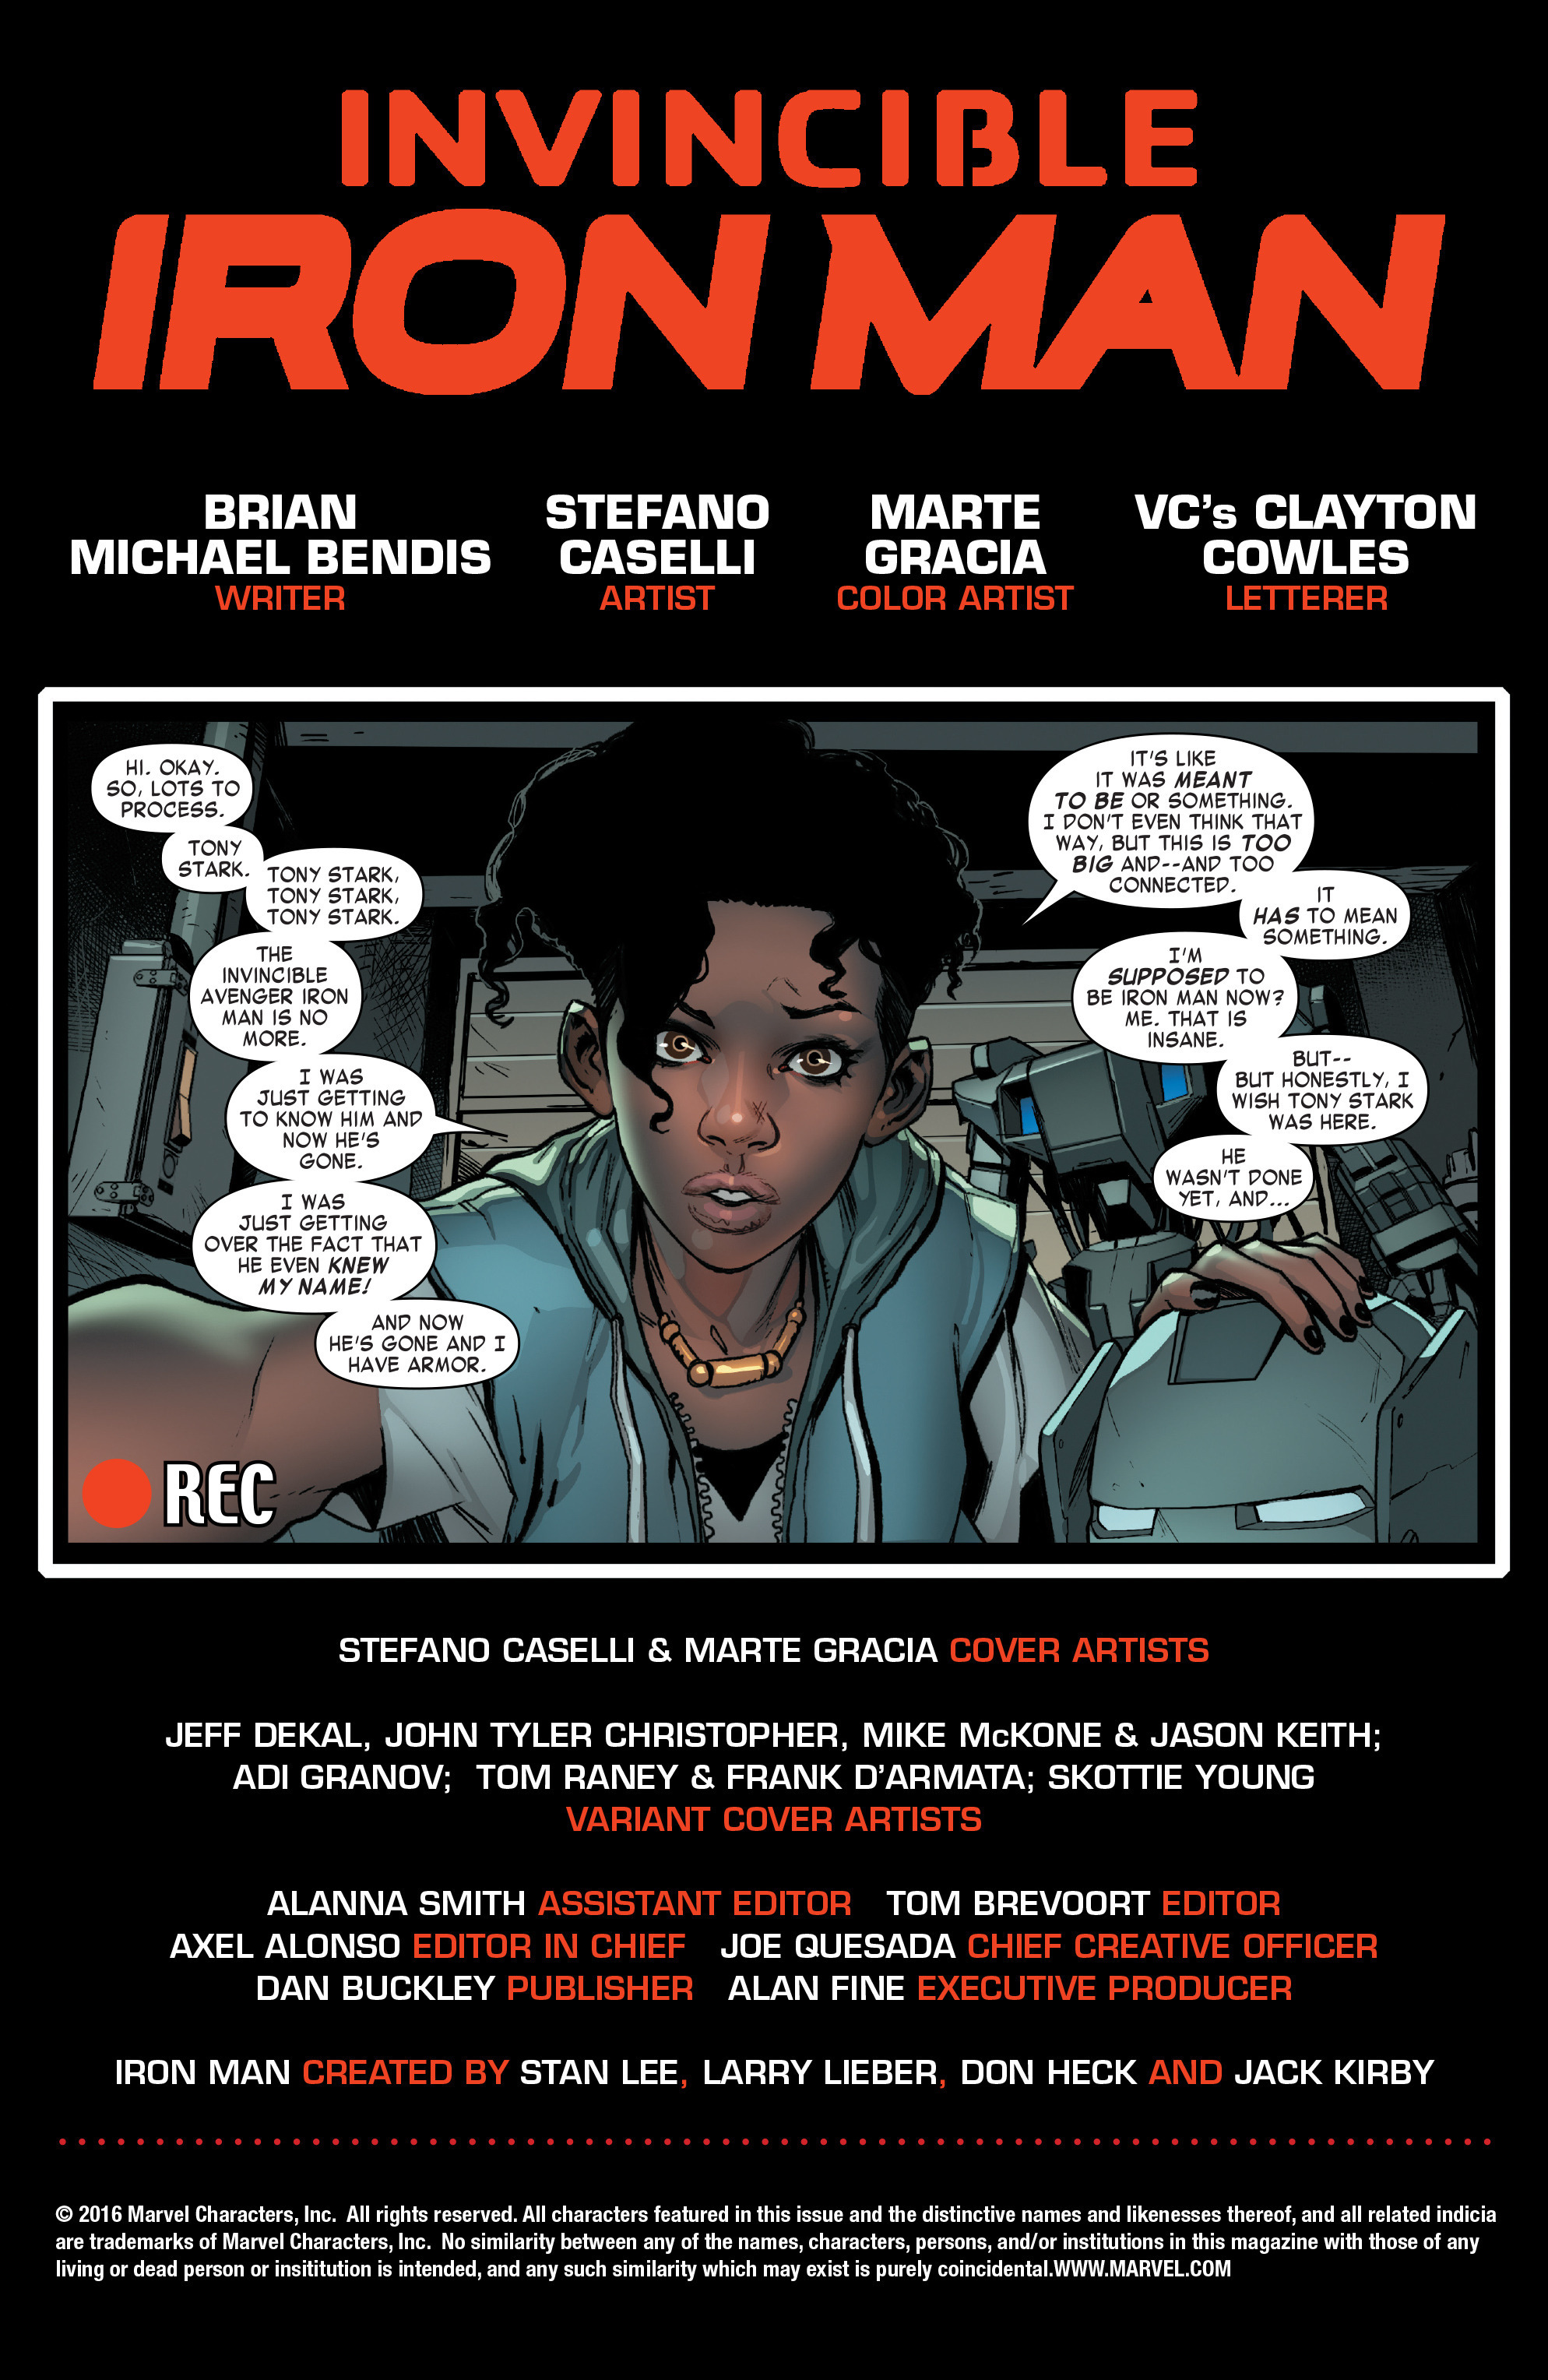 INVINCIBLE
IRON MAN
BRIAN
MICHAEL BENDIS
WRITER
STEFANO
CASELLI
ARTIST
MARTE
GRACIA
COLOR ARTIST
VC's CLAYTON
COWLES
LETTERER
HI. OKAY.
SO, LOTS TO
PROCESS.
TONY
STARK.
TONY STARK,
TONY STARK,
TONY STARK.
THE
INVINCIBLE
AVENGER IRON
MAN IS NO
MORE.
I WAS
JUST GETTING
TO KNOW HIM AND
NOW HE'S
GONE.
I WAS
JUST GETTING
OVER THE FACT THAT
HE EVEN KNEW
MY NAME!
AND NOW
HE'S GONE AND I
HAVE ARMOR.
IT'S LIKE
IT WAS MEANT
TO BE OR SOMETHING.
I DON'T EVEN THINK THAT
WAY, BUT THIS IS TOO
BIG AND--AND TOO
CONNECTED.
IT
HAS TO MEAN
SOMETHING.
I'M
SUPPOSED TO
BE IRON MAN NOW?
ME. THAT IS
INSANE.
BUT--
BUT HONESTLY, I
WISH TONY STARK
WAS HERE.
HE
WASN'T DONE
YET, AND...
REC
STEFANO CASELLI & MARTE GRACIA COVER ARTISTS
JEFF DEKAL, JOHN TYLER CHRISTOPHER, MIKE McKONE & JASON KEITH;
ADI GRANOV; TOM RANEY & FRANK D'ARMATA; SKOTTIE YOUNG
VARIANT COVER ARTISTS
ALANNA SMITH ASSISTANT EDITOR TOM BREVOORT EDITOR
AXEL ALONSO EDITOR IN CHIEF JOE QUESADA CHIEF CREATIVE OFFICER
DAN BUCKLEY PUBLISHER ALAN FINE EXECUTIVE PRODUCER
IRON MAN CREATED BY STAN LEE, LARRY LIEBER, DON HECK AND JACK KIRBY
© 2016 Marvel Characters, Inc. All rights reserved. All characters featured in this issue and the distinctive names and likenesses thereof, and all related indicia
are trademarks of Marvel Characters, Inc. No similarity between any of the names, characters, persons, and/or institutions in this magazine with those of any
living or dead person or insititution is intended, and any such similarity which may exist is purely coincidental.WWW.MARVEL.COM